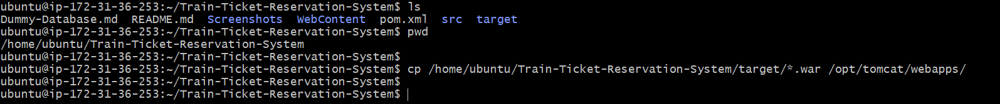 ubuntu@ip-172-31-36-253:~/Train-Ticket-Reservation-System$ ls
Dummy-Database.md  README.md  Screenshots  WebContent  pom.xml  src  target
ubuntu@ip-172-31-36-253:~/Train-Ticket-Reservation-System$ pwd
/home/ubuntu/Train-Ticket-Reservation-System
ubuntu@ip-172-31-36-253:~/Train-Ticket-Reservation-System$
ubuntu@ip-172-31-36-253:~/Train-Ticket-Reservation-System$ cp /home/ubuntu/Train-Ticket-Reservation-System/target/*.war /opt/tomcat/webapps/
ubuntu@ip-172-31-36-253:~/Train-Ticket-Reservation-System$
ubuntu@ip-172-31-36-253:~/Train-Ticket-Reservation-System$